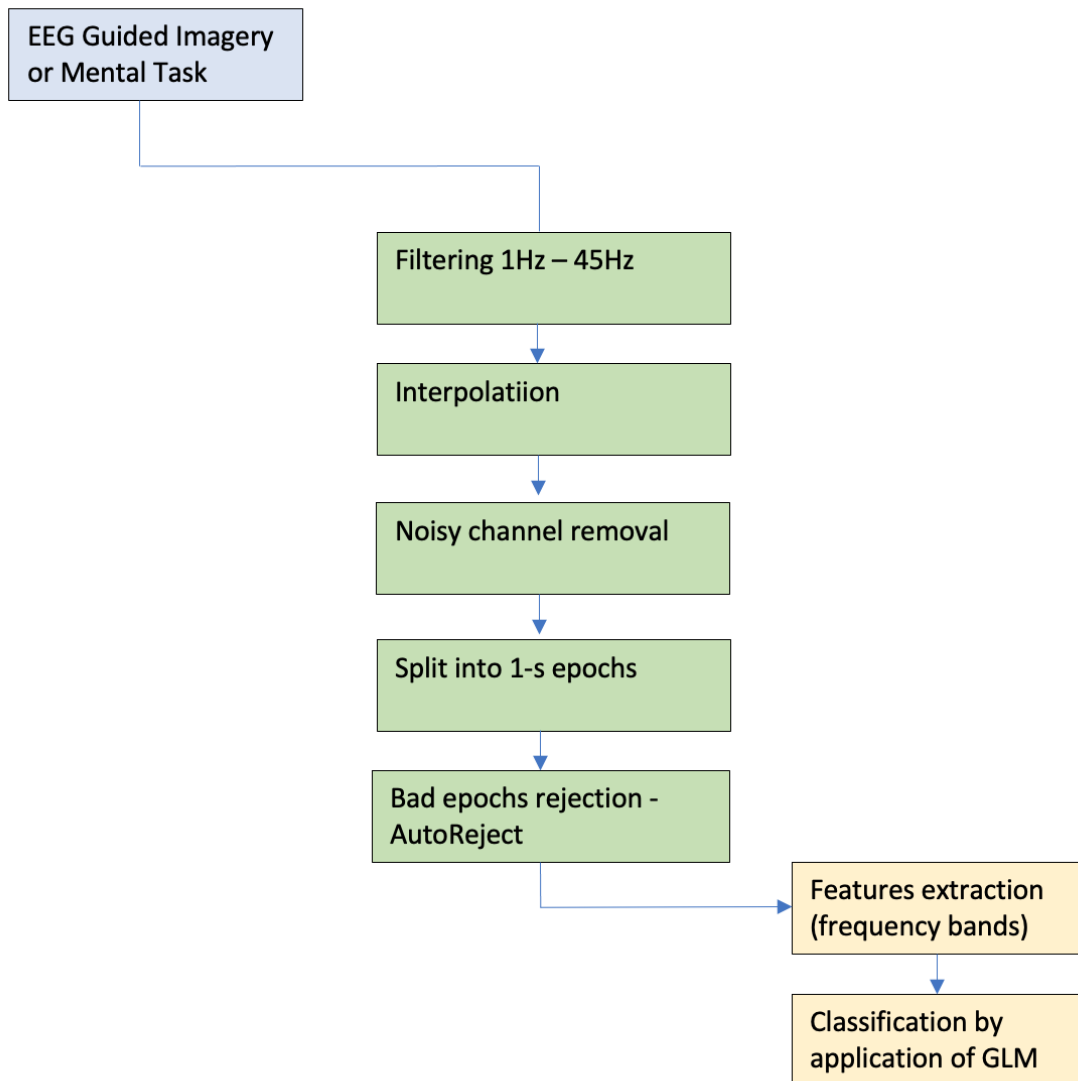 EEG Guided Imagery
or Mental Task
Filtering 1Hz – 45Hz
Interpolatiion
Noisy channel removal
Split into 1-s epochs
Bad epochs rejection -
AutoReject
Features extraction
(frequency bands)
Classification by
application of GLM